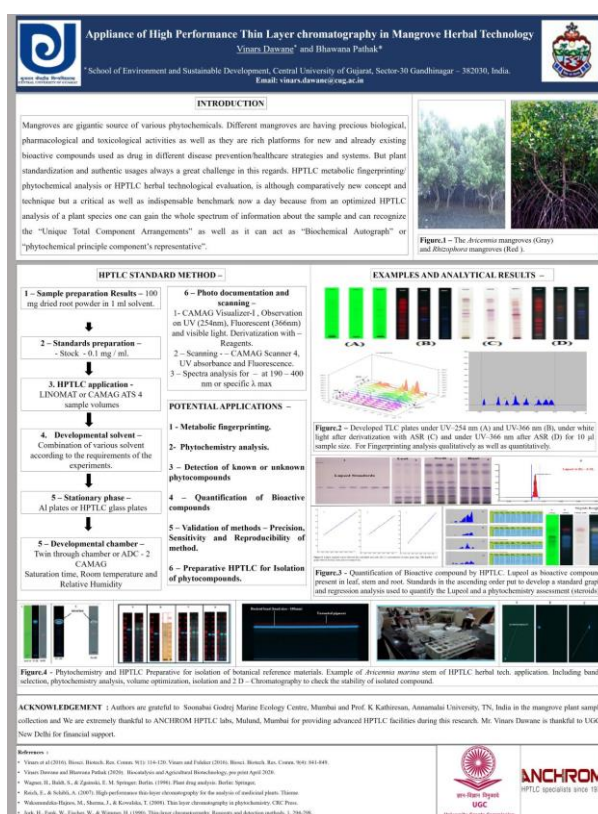 Appliance of High Performance Thin Layer chromatography in Mangrove Herbal Technology
Vinars Dawane* and Bhawana Pathak*
*School of Environment and Sustainable Development, Central University of Gujarat, Sector-30 Gandhinagar – 382030, India.
Email: vinars.dawane@cug.ac.in
INTRODUCTION
Mangroves are gigantic source of various phytochemicals. Different mangroves are having precious biological,
pharmacological and toxicological activities as well as they are rich platforms for new and already existing
bioactive compounds used as drug in different disease prevention/healthcare strategies and systems. But plant
standardization and authentic usages always a great challenge in this regards. HPTLC metabolic fingerprinting/
phytochemical analysis or HPTLC herbal technological evaluation, is although comparatively new concept and
technique but a critical as well as indispensable benchmark now a day because from an optimized HPTLC
analysis of a plant species one can gain the whole spectrum of information about the sample and can recognize
the “Unique Total Component Arrangements” as well as it can act as “Biochemical Autograph” or
“phytochemical principle component’s representative”.
Figure.1 – The Avicennia mangroves (Gray)
and Rhizophora mangroves (Red ).
HPTLC STANDARD METHOD –
1 – Sample preparation Results – 100
mg dried root powder in 1 ml solvent.
2 – Standards preparation
- Stock - 0.1 mg / ml.
3. HPTLC application -
LINOMAT or CAMAG ATS 4
sample volumes
4. Developmental solvent –
Combination of various solvent
according to the requirements of the
experiments.
5 – Stationary phase –
Al plates or HPTLC glass plates
5 – Developmental chamber –
Twin through chamber or ADC - 2
CAMAG
Saturation time, Room temperature and
Relative Humidity
6 – Photo documentation and
scanning –
1- CAMAG Visualizer-I , Observation
on UV (254nm), Fluorescent (366nm)
and visible light, Derivatization with –
Reagents.
2 – Scanning - – CAMAG Scanner 4,
UV absorbance and Fluorescence.
3 – Spectra analysis for – at 190 – 400
nm or specific λ max
POTENTIAL APPLICATIONS –
1 - Metabolic fingerprinting.
2- Phytochemistry analysis.
3 – Detection of known or unknown
phytocompounds
4 – Quantification of Bioactive
compounds
5 – Validation of methods – Precision,
Sensitivity and Reproducibility of
method.
6 – Preparative HPTLC for Isolation
of phytocompounds.
EXAMPLES AND ANALYTICAL RESULTS –
(A) (B) (C) (D)
Figure.2 – Developed TLC plates under UV–254 nm (A) and UV-366 nm (B), under white
light after derivatization with ASR (C) and under UV–366 nm after ASR (D) for 10 µl
sample size. For Fingerprinting analysis qualitatively as well as quantitatively.
Lupeol Standards
Figure.3 - Quantification of Bioactive compound by HPTLC. Lupeol as bioactive compound
present in leaf, stem and root. Standards in the ascending order put to develop a standard graph
and regression analysis used to quantify the Lupeol and a phytochemistry assessment (steroids)
Figure.4 – Phytochemistry and HPTLC Preparative for isolation of botanical reference materials. Example of Avicennia marina stem of HPTLC herbal tech. application. Including band
selection, phytochemistry analysis, volume optimization, isolation and 2 D – Chromatography to check the stability of isolated compound.
ACKNOWLEDGEMENT : Authors are grateful to Soonabai Godrej Marine Ecology Centre, Mumbai and Prof. K Kathiresan, Annamalai University, TN, India in the mangrove plant sample
collection and We are extremely thankful to ANCHROM HPTLC labs, Mulund, Mumbai for providing advanced HPTLC facilities during this research. Mr. Vinars Dawane is thankful to UGC
New Delhi for financial support.
References :
Vinars Dawane and Bhawana Pathak (2020). Biocatalysis and Agricultural Biotechnology, pre print April 2020.
ज्ञान-विज्ञान विमुक्तये
UGC
ANCHROM
HPTLC specialists since 19